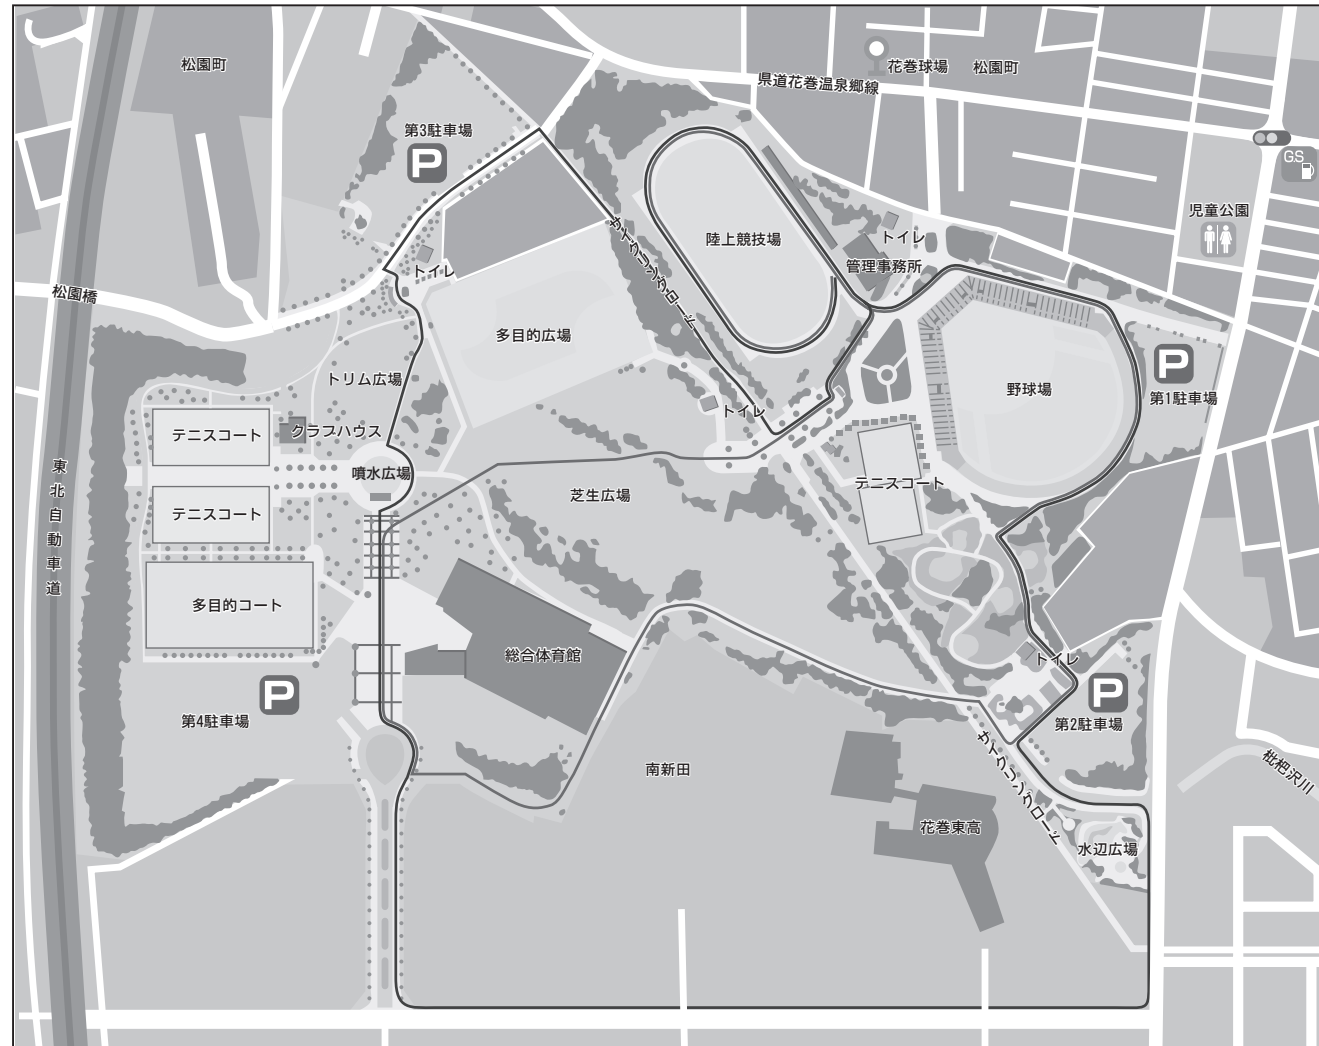 松園町
花巻球場
松園町
県道花巻温泉郷線
第3駐車場
P
GS
児童公園
サイクリングロード
陸上競技場
トイレ
管理事務所
トイレ
松園橋
多目的広場
トリム広場
野球場
P
第1駐車場
トイレ
テニスコート
クラブハウス
噴水広場
東北自動車道
テニスコート
芝生広場
テニスコート
多目的コート
総合体育館
トイレ
P
第4駐車場
P
第2駐車場
サイクリングロード
南新田
枇杷沢川
花巻東高
水辺広場